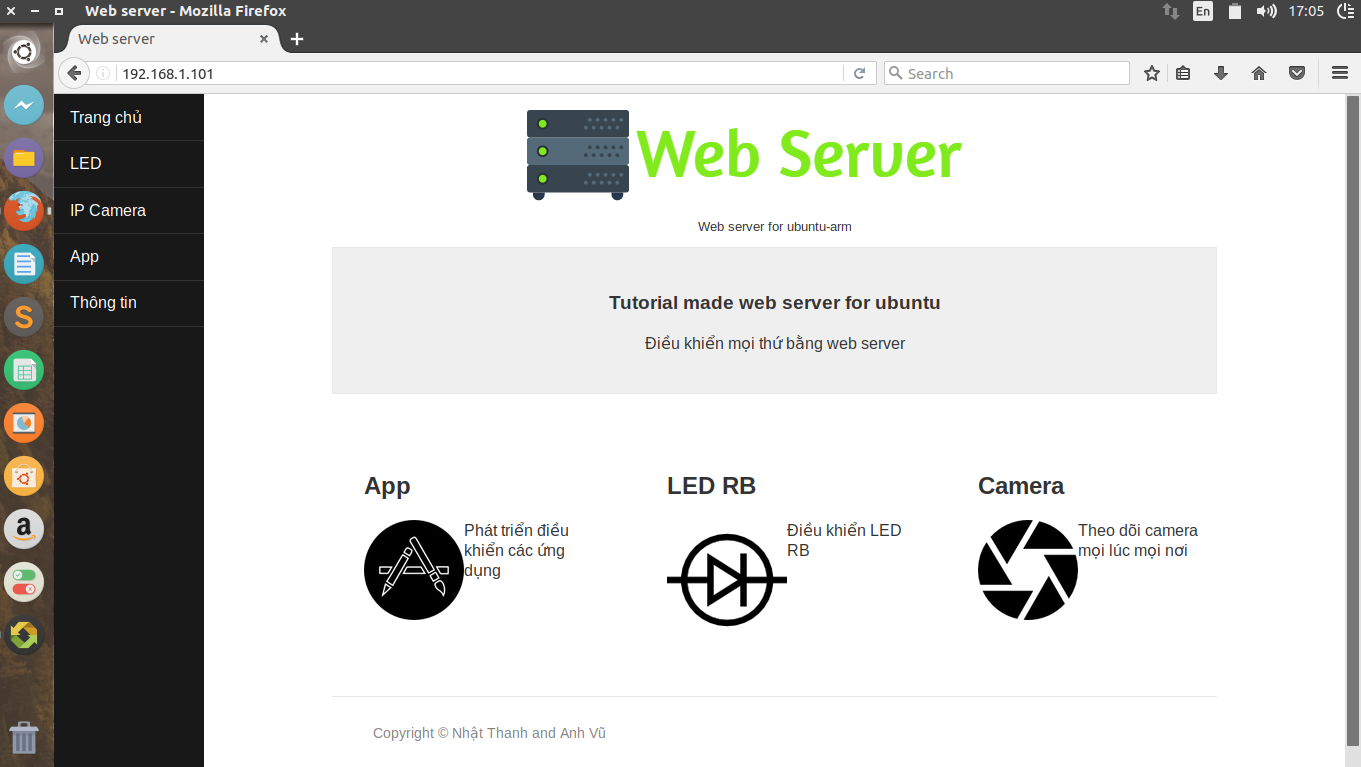 Web server - Mozilla Firefox
En
17:05
Web server
192.168.1.101
Search
Trang chủ
LED
IP Camera
App
Thông tin
Web Server
Web server for ubuntu-arm
Tutorial made web server for ubuntu
Điều khiển mọi thứ bằng web server
App
Phát triển điều
khiển các ứng
dụng
LED RB
Điều khiển LED
RB
Camera
Theo dõi camera
mọi lúc mọi nơi
Copyright © Nhật Thanh and Anh Vũ